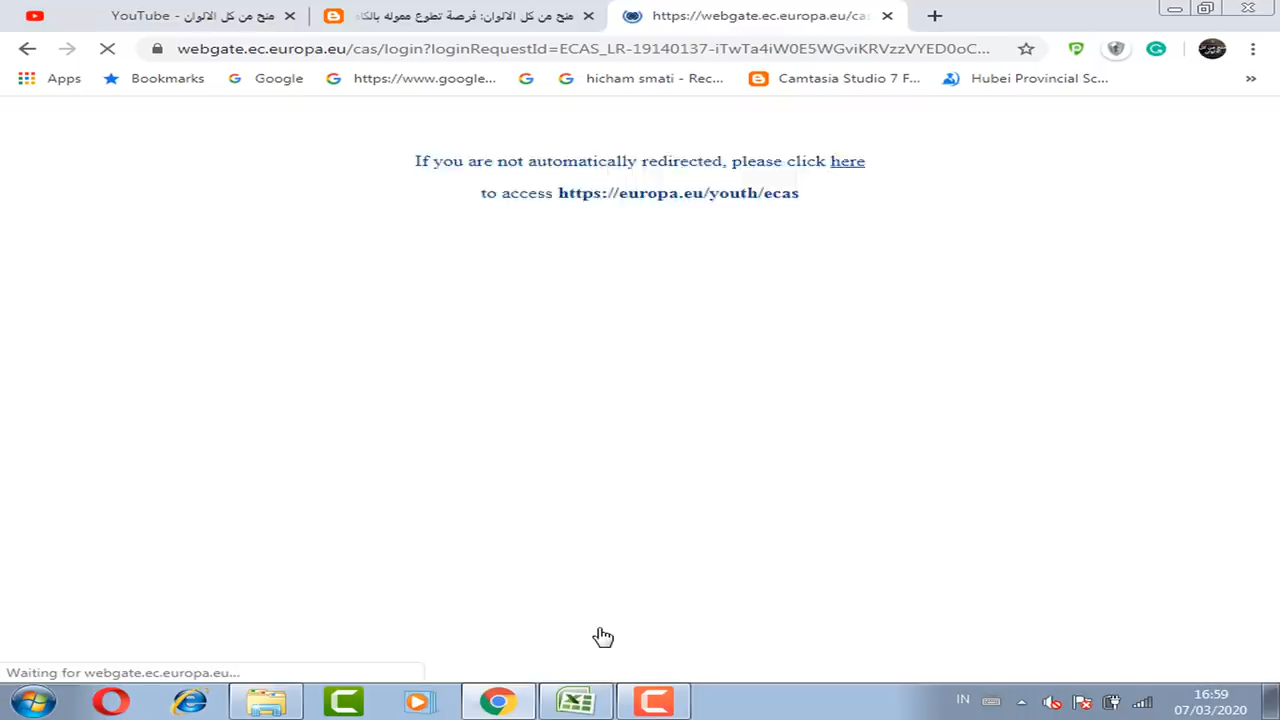 YouTube - منح من كل الالوان
منح من كل الالوان: فرصة تطوع مموله بالكا
https://webgate.ec.europa.eu/ca
webgate.ec.europa.eu/cas/login?loginRequestId=ECAS_LR-19140137-iTwTa4iW0E5WGviKRVzzVYED0oC...
Apps
Bookmarks
Google
https://www.google...
hicham smati - Rec...
Camtasia Studio 7 F...
Hubei Provincial Sc...
»
If you are not automatically redirected, please click here
to access https://europa.eu/youth/ecas
Waiting for webgate.ec.europa.eu...
IN
16:59
07/03/2020